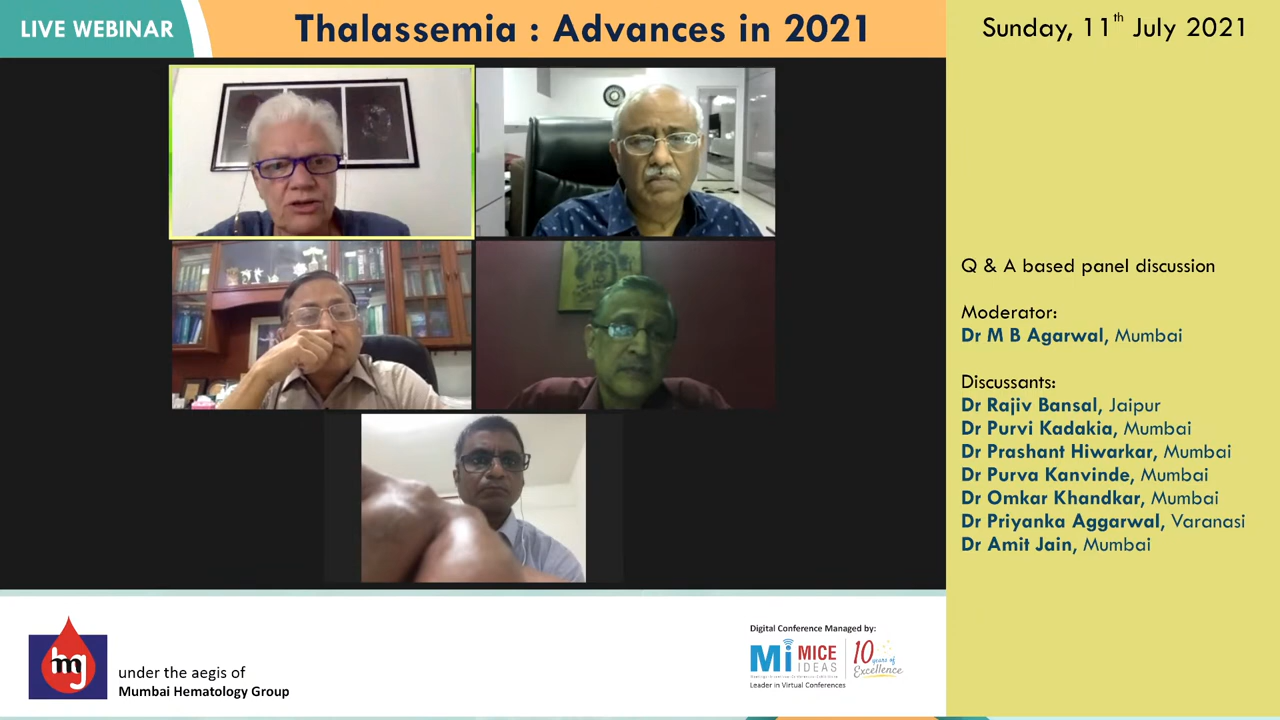 LIVE WEBINAR
Thalassemia : Advances in 2021
Sunday, 11th July 2021
Q & A based panel discussion
Moderator:
Dr M B Agarwal, Mumbai
Discussants:
Dr Rajiv Bansal, Jaipur
Dr Purvi Kadakia, Mumbai
Dr Prashant Hiwarkar, Mumbai
Dr Purva Kanvinde, Mumbai
Dr Omkar Khandkar, Mumbai
Dr Priyanka Aggarwal, Varanasi
Dr Amit Jain, Mumbai
mg
under the aegis of
Mumbai Hematology Group
Digital Conference Managed by:
Mi MICE IDEAS
10 years of Excellence
Leader in Virtual Conferences